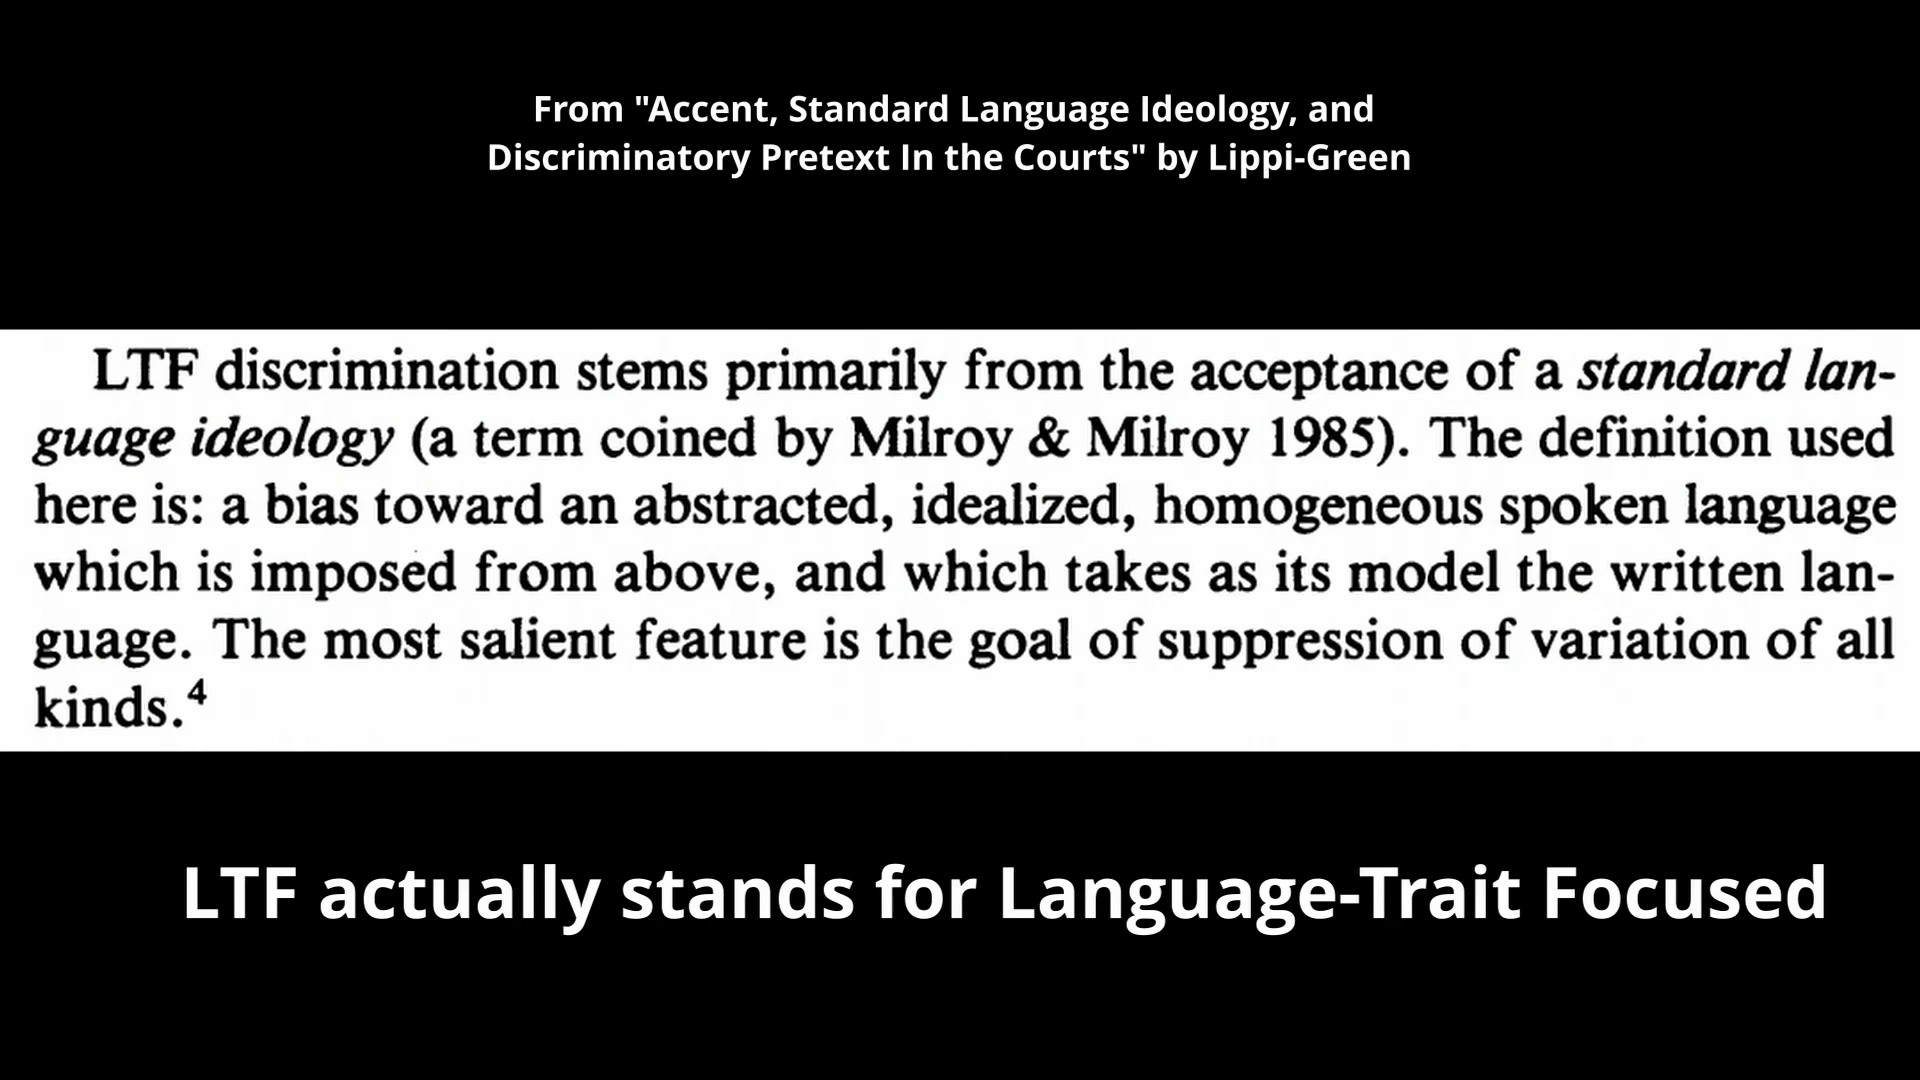 From "Accent, Standard Language Ideology, and
Discriminatory Pretext In the Courts" by Lippi-Green
LTF discrimination stems primarily from the acceptance of a standard lan-
guage ideology (a term coined by Milroy & Milroy 1985). The definition used
here is: a bias toward an abstracted, idealized, homogeneous spoken language
which is imposed from above, and which takes as its model the written lan-
guage. The most salient feature is the goal of suppression of variation of all
kinds.⁴
LTF actually stands for Language-Trait Focused